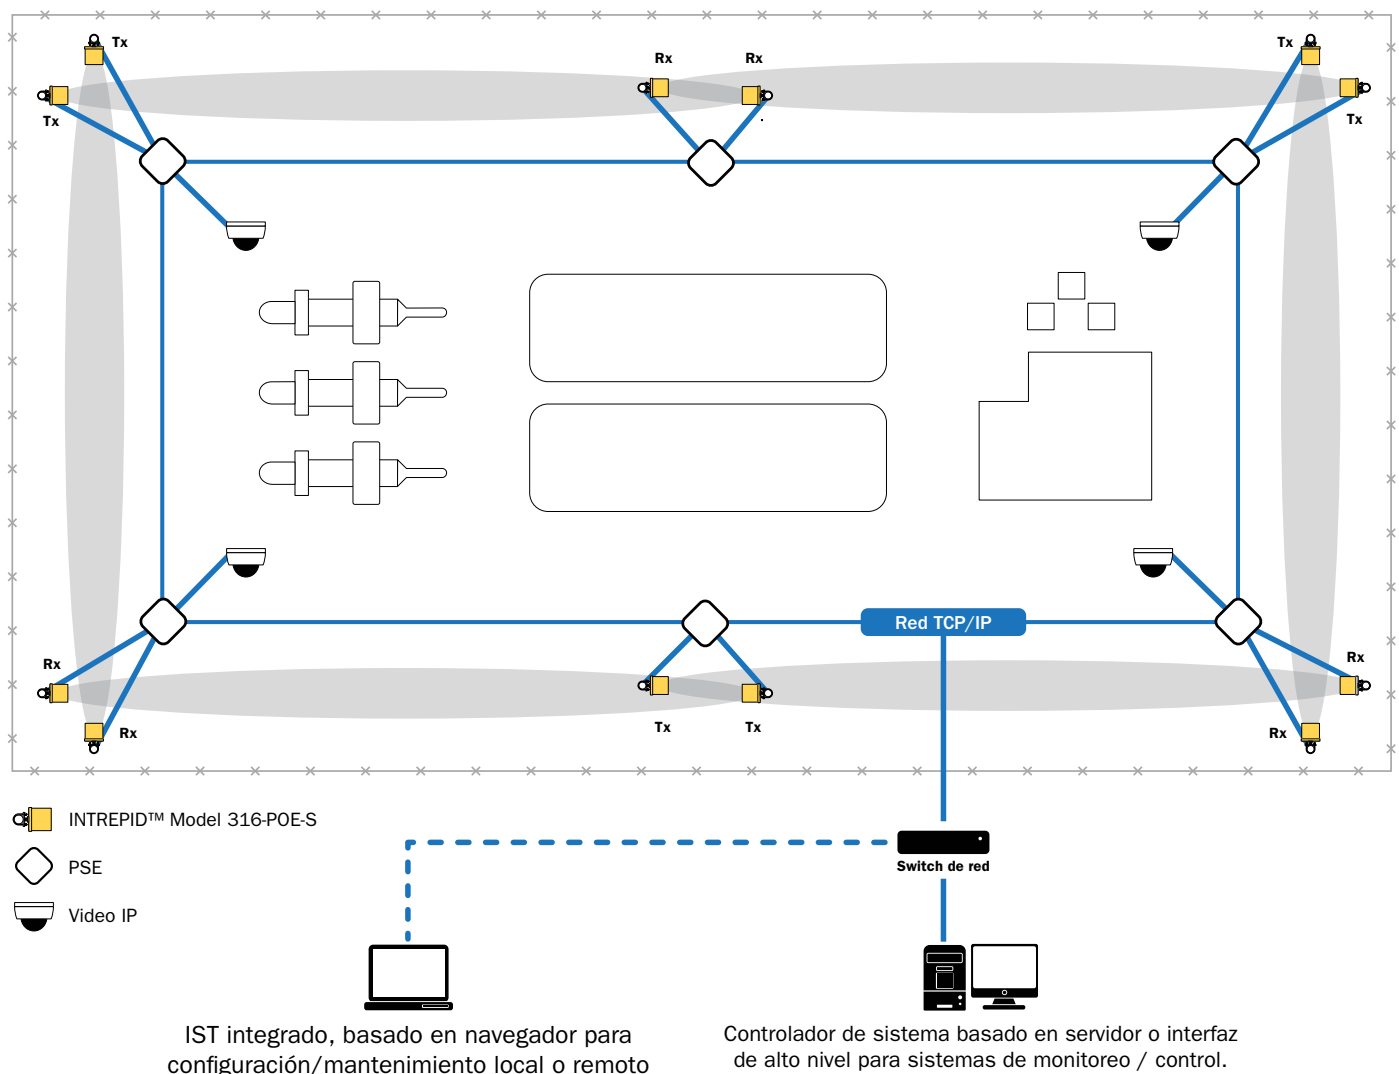 Tx
Rx
Rx
Tx
Tx
Tx
Red TCP/IP
Rx
Rx
Rx
Tx
Tx
Rx
INTREPID™ Model 316-POE-S
PSE
Video IP
Switch de red
IST integrado, basado en navegador para
configuración/mantenimiento local o remoto
Controlador de sistema basado en servidor o interfaz
de alto nivel para sistemas de monitoreo / control.